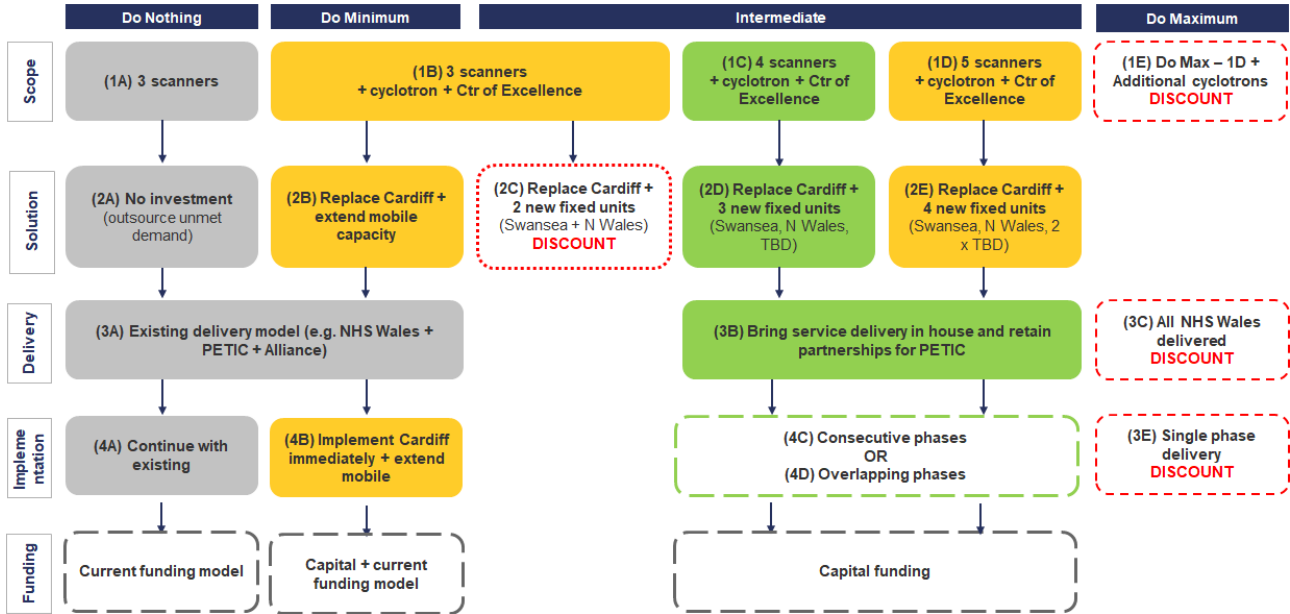 Do Nothing
Do Minimum
Intermediate
Do Maximum
Scope
(1A) 3 scanners
(1B) 3 scanners
+ cyclotron + Ctr of Excellence
(1C) 4 scanners
+ cyclotron + Ctr of
Excellence
(1D) 5 scanners
+ cyclotron + Ctr of
Excellence
(1E) Do Max – 1D +
Additional cyclotrons
DISCOUNT
Solution
(2A) No investment
(outsource unmet
demand)
(2B) Replace Cardiff +
extend mobile
capacity
(2C) Replace Cardiff +
2 new fixed units
(Swansea + N Wales)
DISCOUNT
(2D) Replace Cardiff +
3 new fixed units
(Swansea, N Wales,
TBD)
(2E) Replace Cardiff +
4 new fixed units
(Swansea, N Wales, 2
x TBD)
Delivery
(3A) Existing delivery model (e.g. NHS Wales +
PETIC + Alliance)
(3B) Bring service delivery in house and retain
partnerships for PETIC
(3C) All NHS Wales
delivered
DISCOUNT
Impleme
ntation
(4A) Continue with
existing
(4B) Implement Cardiff
immediately + extend
mobile
(4C) Consecutive phases
OR
(4D) Overlapping phases
(3E) Single phase
delivery
DISCOUNT
Funding
Current funding model
Capital + current
funding model
Capital funding